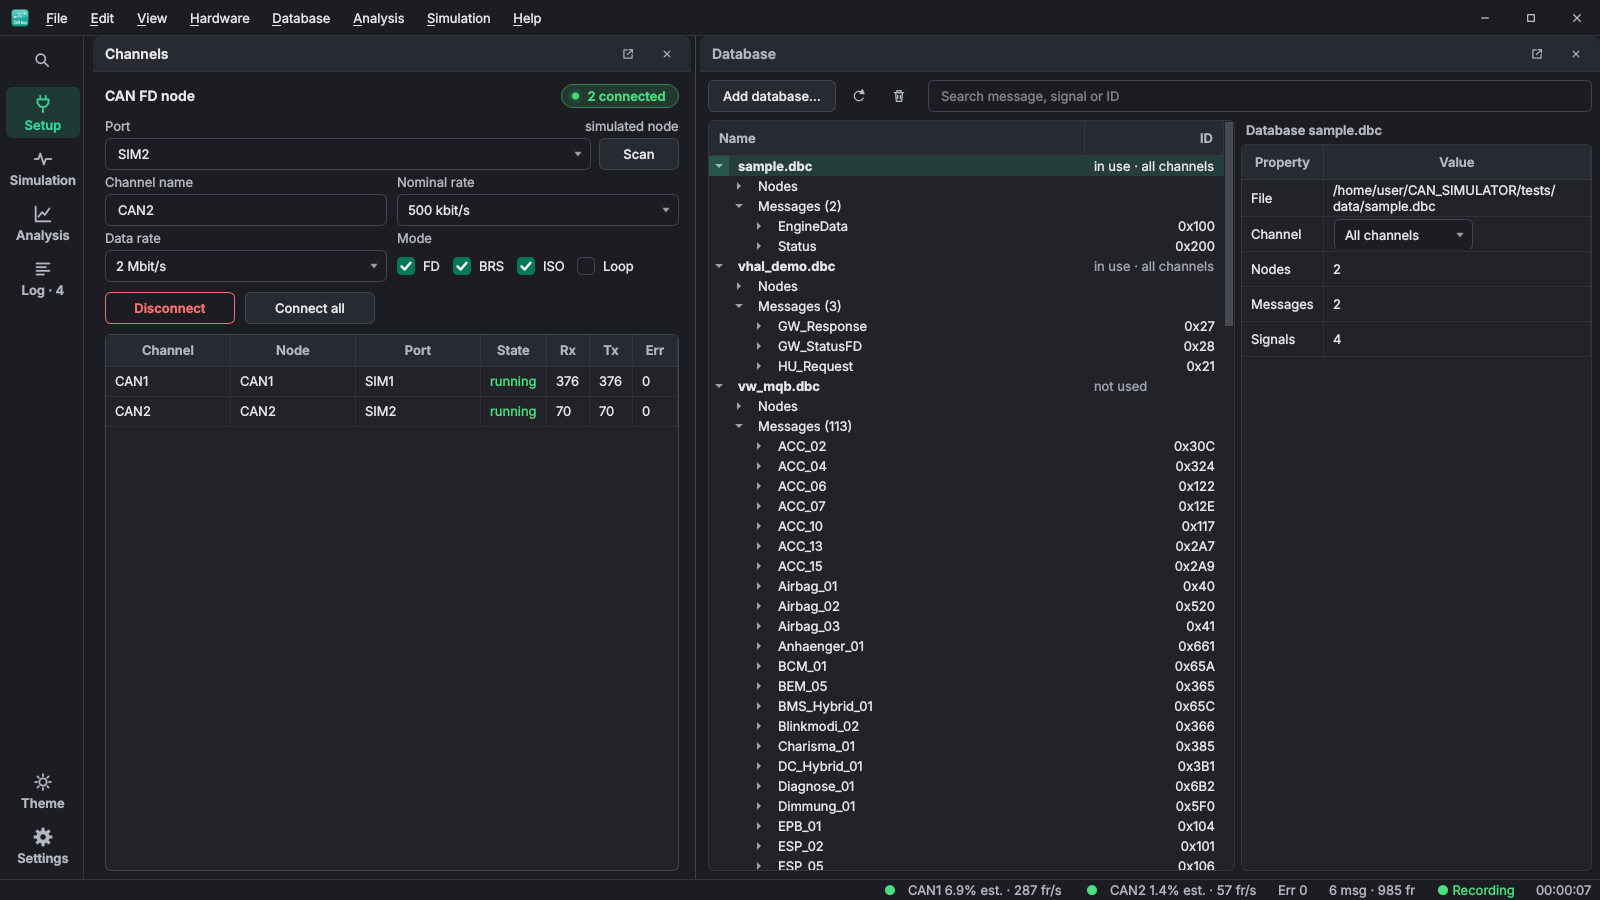 File Edit View Hardware Database Analysis Simulation Help
Setup
Simulation
Analysis
Log · 4
Theme
Settings
Channels
CAN FD node
2 connected
Port
simulated node
SIM2
Scan
Channel name
Nominal rate
CAN2
500 kbit/s
Data rate
Mode
2 Mbit/s
FD BRS ISO Loop
Disconnect
Connect all
Channel Node Port State Rx Tx Err
CAN1 CAN1 SIM1 running 376 376 0
CAN2 CAN2 SIM2 running 70 70 0
Database
Add database...
Search message, signal or ID
Name ID
sample.dbc in use · all channels
Nodes
Messages (2)
EngineData 0x100
Status 0x200
vhal_demo.dbc in use · all channels
Nodes
Messages (3)
GW_Response 0x27
GW_StatusFD 0x28
HU_Request 0x21
vw_mqb.dbc not used
Nodes
Messages (113)
ACC_02 0x30C
ACC_04 0x324
ACC_06 0x122
ACC_07 0x12E
ACC_10 0x117
ACC_13 0x2A7
ACC_15 0x2A9
Airbag_01 0x40
Airbag_02 0x520
Airbag_03 0x41
Anhaenger_01 0x661
BCM_01 0x65A
BEM_05 0x365
BMS_Hybrid_01 0x65C
Blinkmodi_02 0x366
Charisma_01 0x385
DC_Hybrid_01 0x3B1
Diagnose_01 0x6B2
Dimmung_01 0x5F0
EPB_01 0x104
ESP_02 0x101
ESP_05 0x106
Database sample.dbc
Property Value
File /home/user/CAN_SIMULATOR/tests/
data/sample.dbc
Channel All channels
Nodes 2
Messages 2
Signals 4
CAN1 6.9% est. · 287 fr/s CAN2 1.4% est. · 57 fr/s Err 0 6 msg · 985 fr Recording 00:00:07